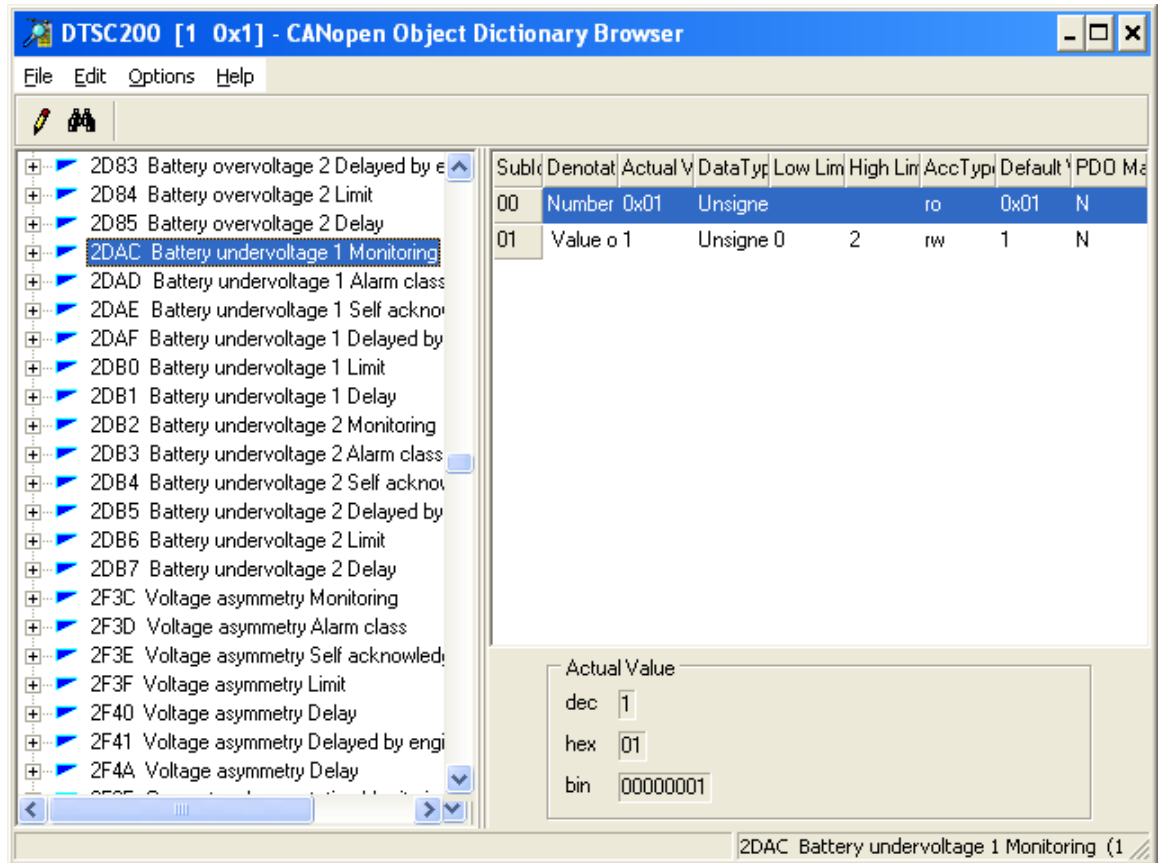 DTSC200 [1 0x1] - CANopen Object Dictionary Browser
File Edit Options Help
2D83 Battery overvoltage 2 Delayed by e
2D84 Battery overvoltage 2 Limit
2D85 Battery overvoltage 2 Delay
2DAC Battery undervoltage 1 Monitoring
2DAD Battery undervoltage 1 Alarm class
2DAE Battery undervoltage 1 Self ackno
2DAF Battery undervoltage 1 Delayed by
2DB0 Battery undervoltage 1 Limit
2DB1 Battery undervoltage 1 Delay
2DB2 Battery undervoltage 2 Monitoring
2DB3 Battery undervoltage 2 Alarm class
2DB4 Battery undervoltage 2 Self ackno
2DB5 Battery undervoltage 2 Delayed by
2DB6 Battery undervoltage 2 Limit
2DB7 Battery undervoltage 2 Delay
2F3C Voltage asymmetry Monitoring
2F3D Voltage asymmetry Alarm class
2F3E Voltage asymmetry Self acknowled
2F3F Voltage asymmetry Limit
2F40 Voltage asymmetry Delay
2F41 Voltage asymmetry Delayed by engi
2F4A Voltage asymmetry Delay
SubI Denotat Actual V DataTyp Low Lim High Lim AccTyp Default V PDO Ma
00 Number 0x01 Unsigne ro 0x01 N
01 Value o 1 Unsigne 0 2 rw 1 N
Actual Value
dec 1
hex 01
bin 00000001
2DAC Battery undervoltage 1 Monitoring (1